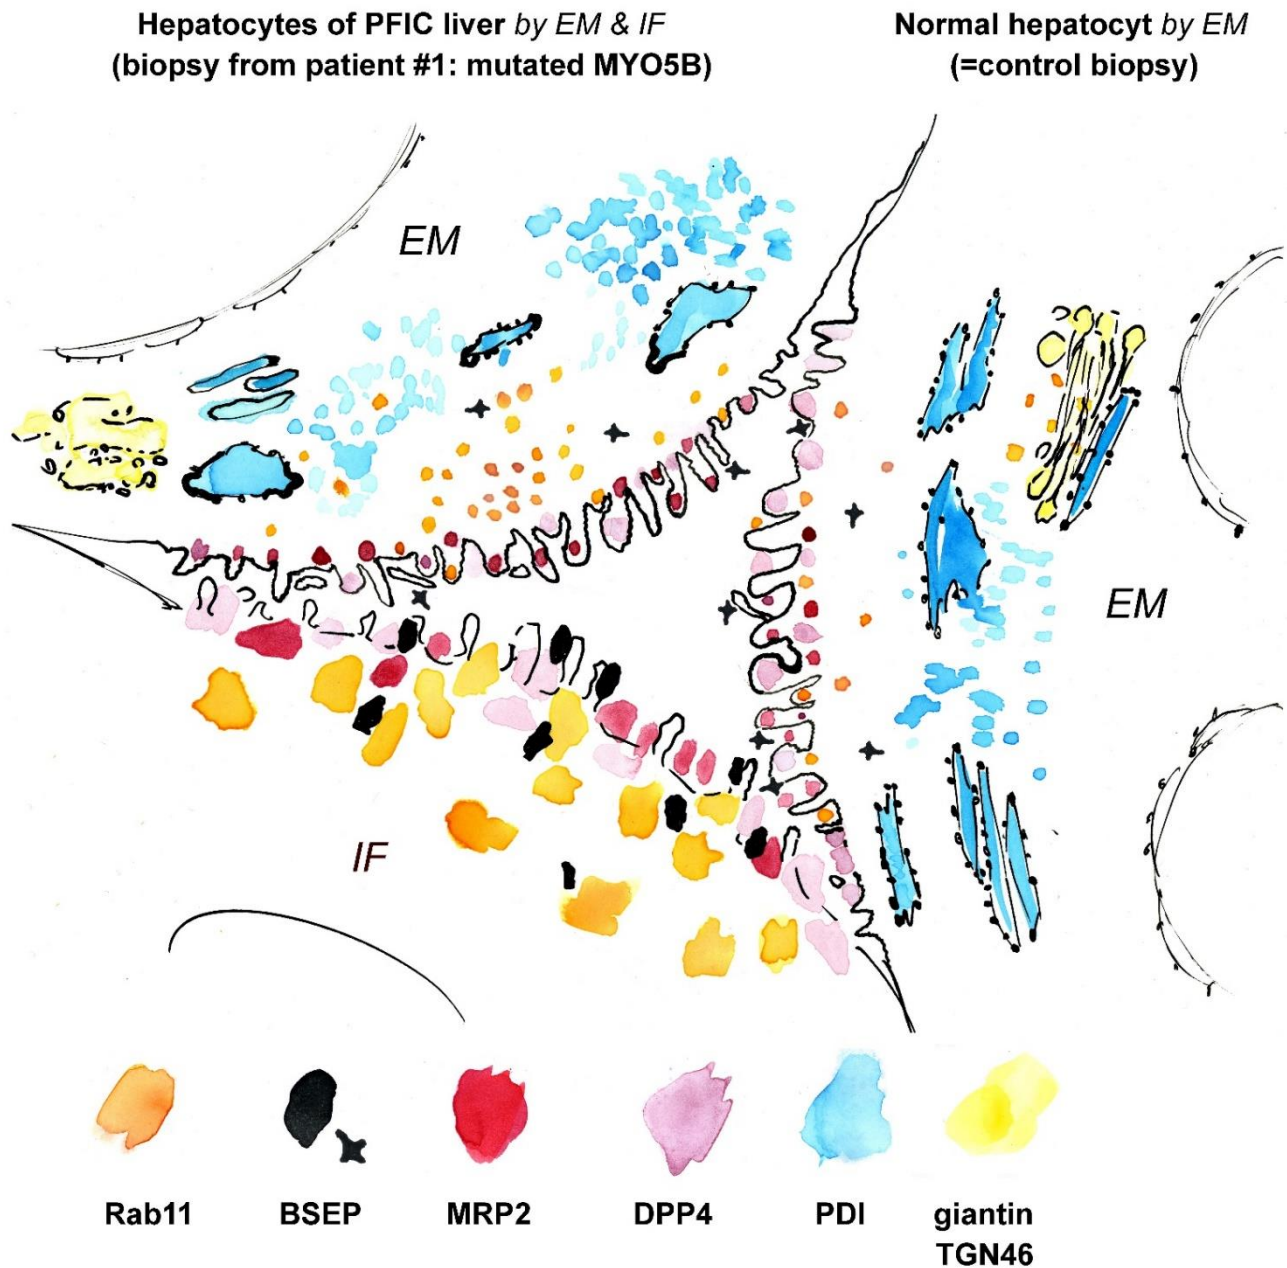 Hepatocytes of PFIC liver by EM & IF
(biopsy from patient #1: mutated MYO5B)
Normal hepatocyt by EM
(=control biopsy)
EM
EM
IF
Rab11
BSEP
MRP2
DPP4
PDI
giantin
TGN46